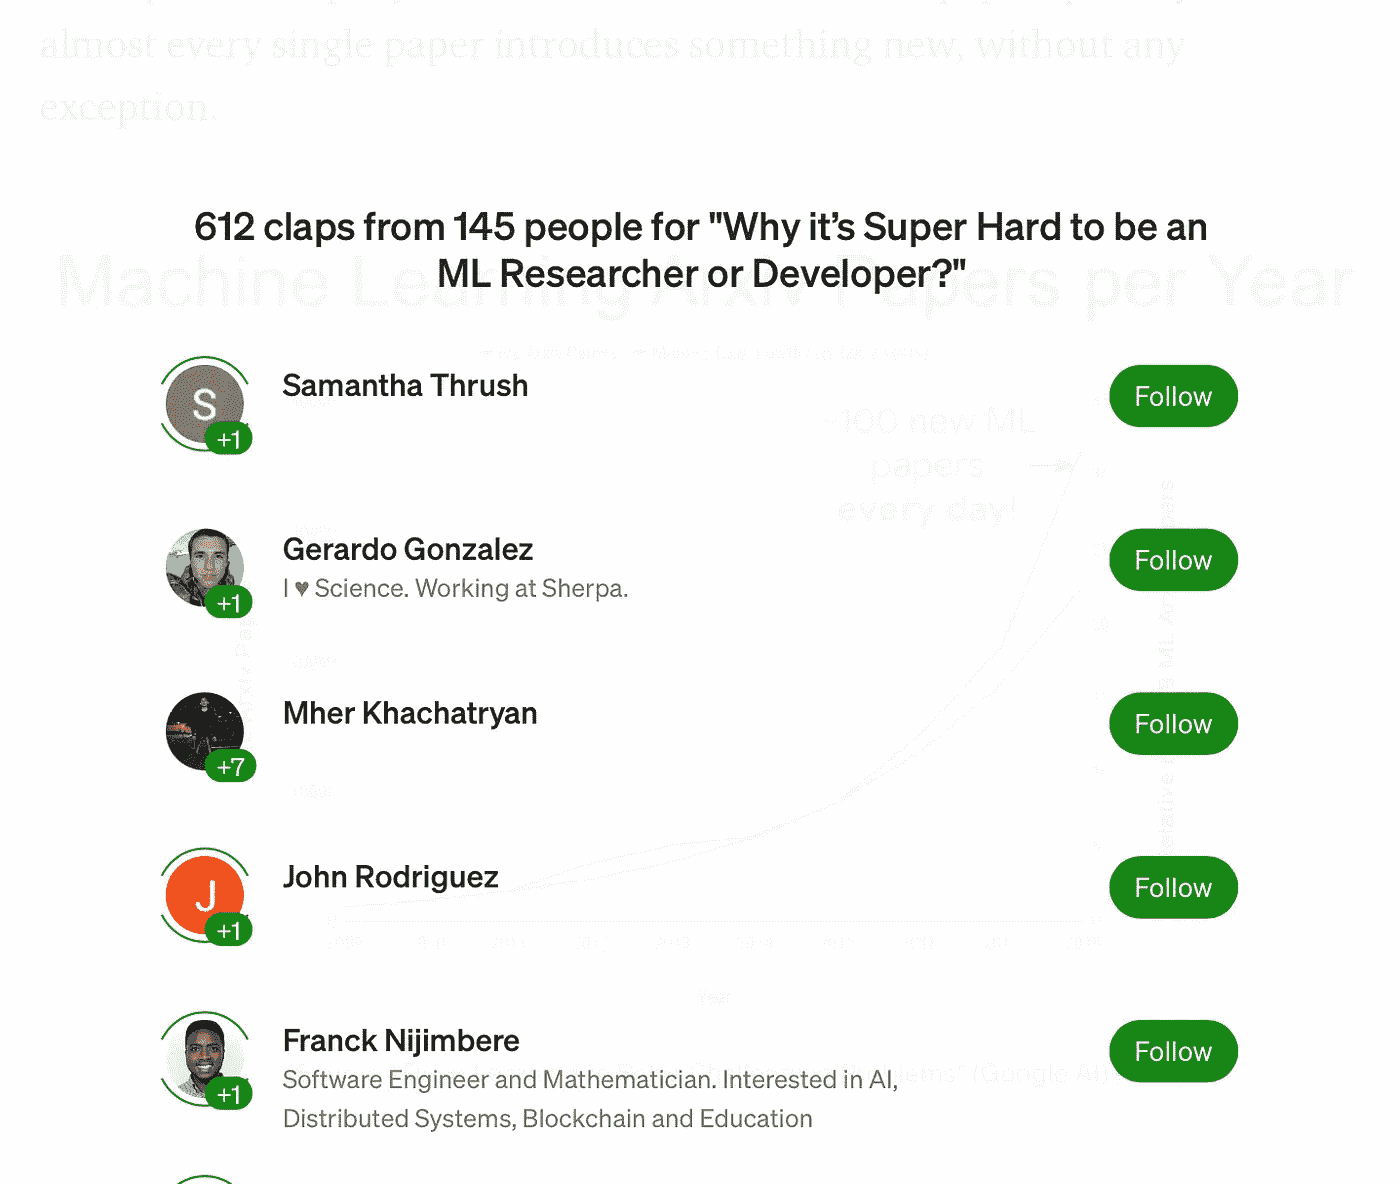 almost every single paper introduces something new, without any
exception.
612 claps from 145 people for "Why it’s Super Hard to be an
ML Researcher or Developer?"
Machine Learning ArXiv Papers per Year
S
+1
Samantha Thrush
Follow
~100 new ML
papers
every day!
+1
Gerardo Gonzalez
I ♥ Science. Working at Sherpa.
Follow
+7
Mher Khachatryan
Follow
J
+1
John Rodriguez
Follow
Year
+1
Franck Nijimbere
Software Engineer and Mathematician. Interested in AI,
Distributed Systems, Blockchain and Education
Follow
(Google AI)